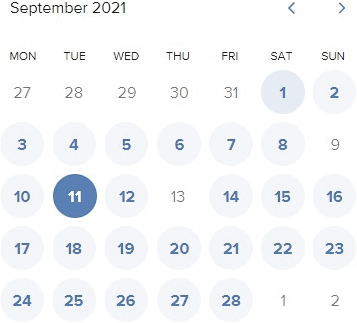 September 2021
MON TUE WED THU FRI SAT SUN
27 28 29 30 31 1 2
3 4 5 6 7 8 9
10 11 12 13 14 15 16
17 18 19 20 21 22 23
24 25 26 27 28 1 2